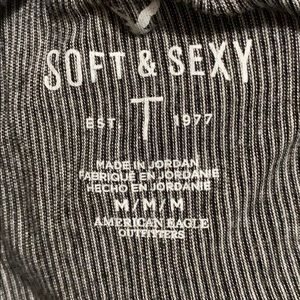 SOFT & SEXY
T
EST. 1977
MADE IN JORDAN
FABRIQUÉ EN JORDANIE
HECHO EN JORDANIE
M/M/M
AMERICAN EAGLE
OUTFITTERS